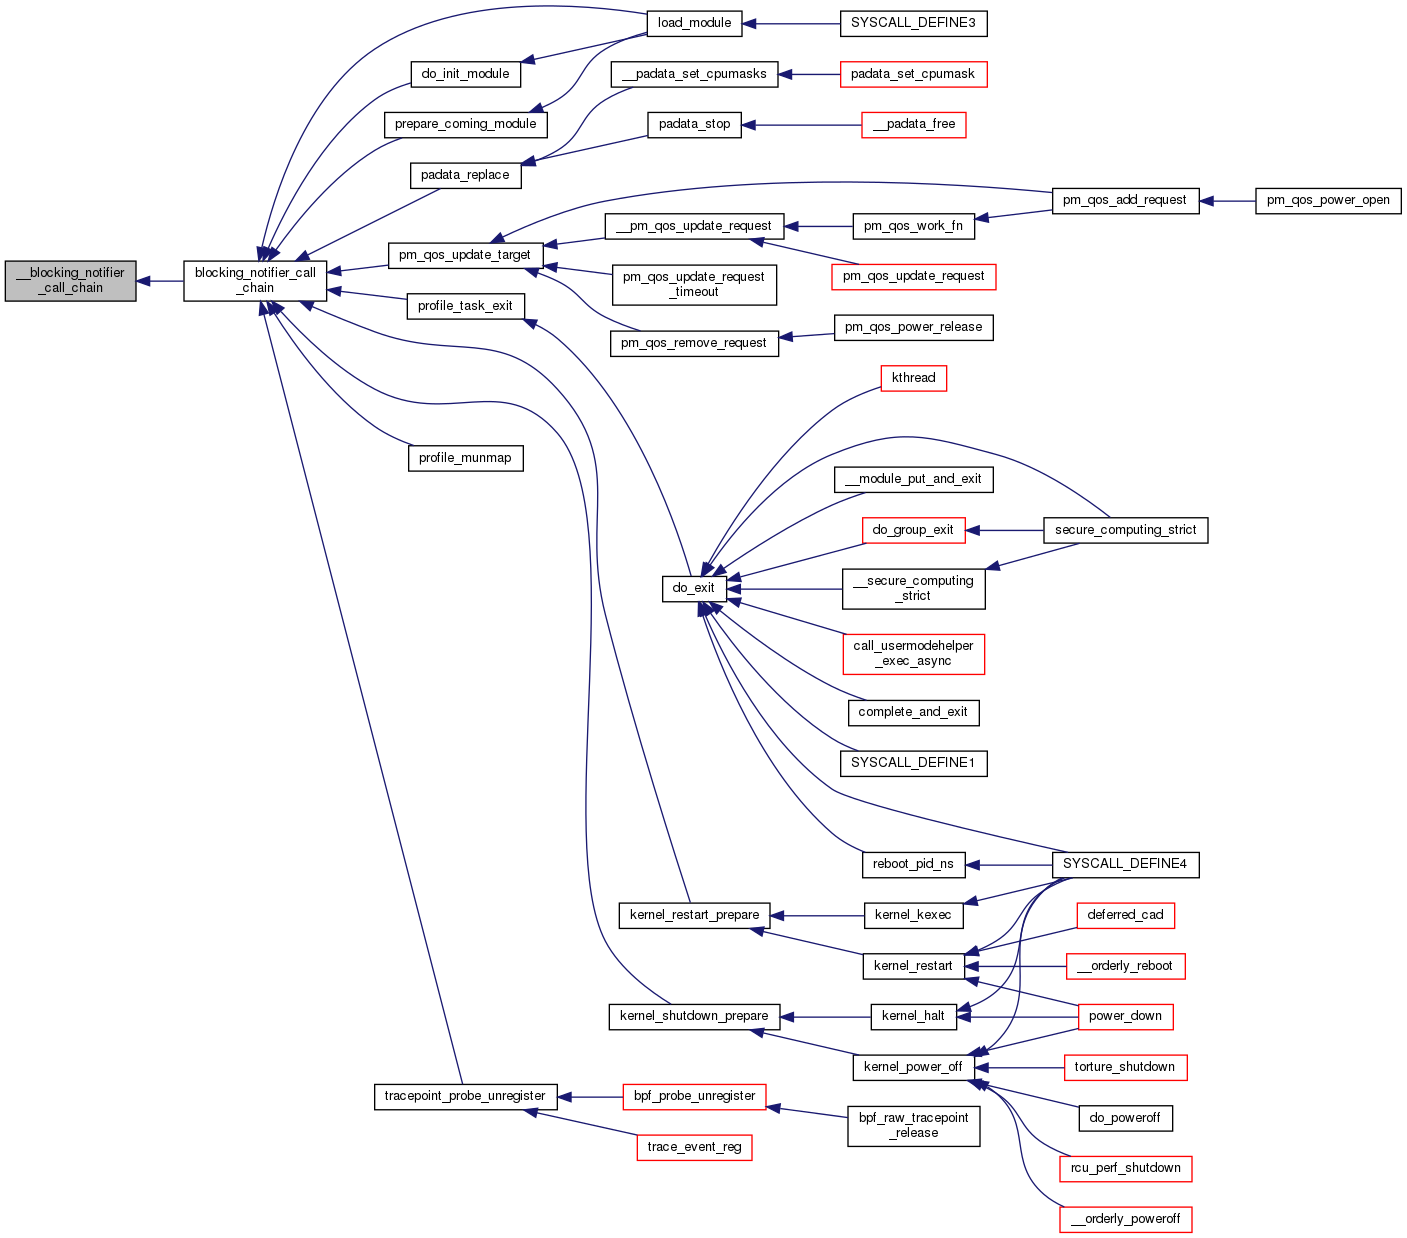 load_module
SYSCALL_DEFINE3
do_init_module
__padata_set_cpumasks
padata_set_cpumask
prepare_coming_module
padata_stop
__padata_free
padata_replace
pm_qos_add_request
pm_qos_power_open
__pm_qos_update_request
pm_qos_work_fn
pm_qos_update_target
__blocking_notifier
_call_chain
blocking_notifier_call
_chain
pm_qos_update_request
_timeout
pm_qos_update_request
profile_task_exit
pm_qos_power_release
pm_qos_remove_request
kthread
profile_munmap
__module_put_and_exit
do_group_exit
secure_computing_strict
do_exit
__secure_computing
_strict
call_usermodehelper
_exec_async
complete_and_exit
SYSCALL_DEFINE1
reboot_pid_ns
SYSCALL_DEFINE4
kernel_restart_prepare
kernel_kexec
deferred_cad
kernel_restart
__orderly_reboot
kernel_shutdown_prepare
kernel_halt
power_down
kernel_power_off
torture_shutdown
tracepoint_probe_unregister
bpf_probe_unregister
bpf_raw_tracepoint
_release
do_poweroff
trace_event_reg
rcu_perf_shutdown
__orderly_poweroff